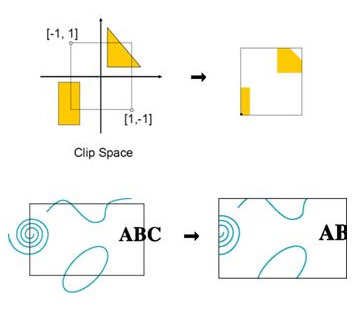 [-1, 1]
[1,-1]
Clip Space
ABC
AB